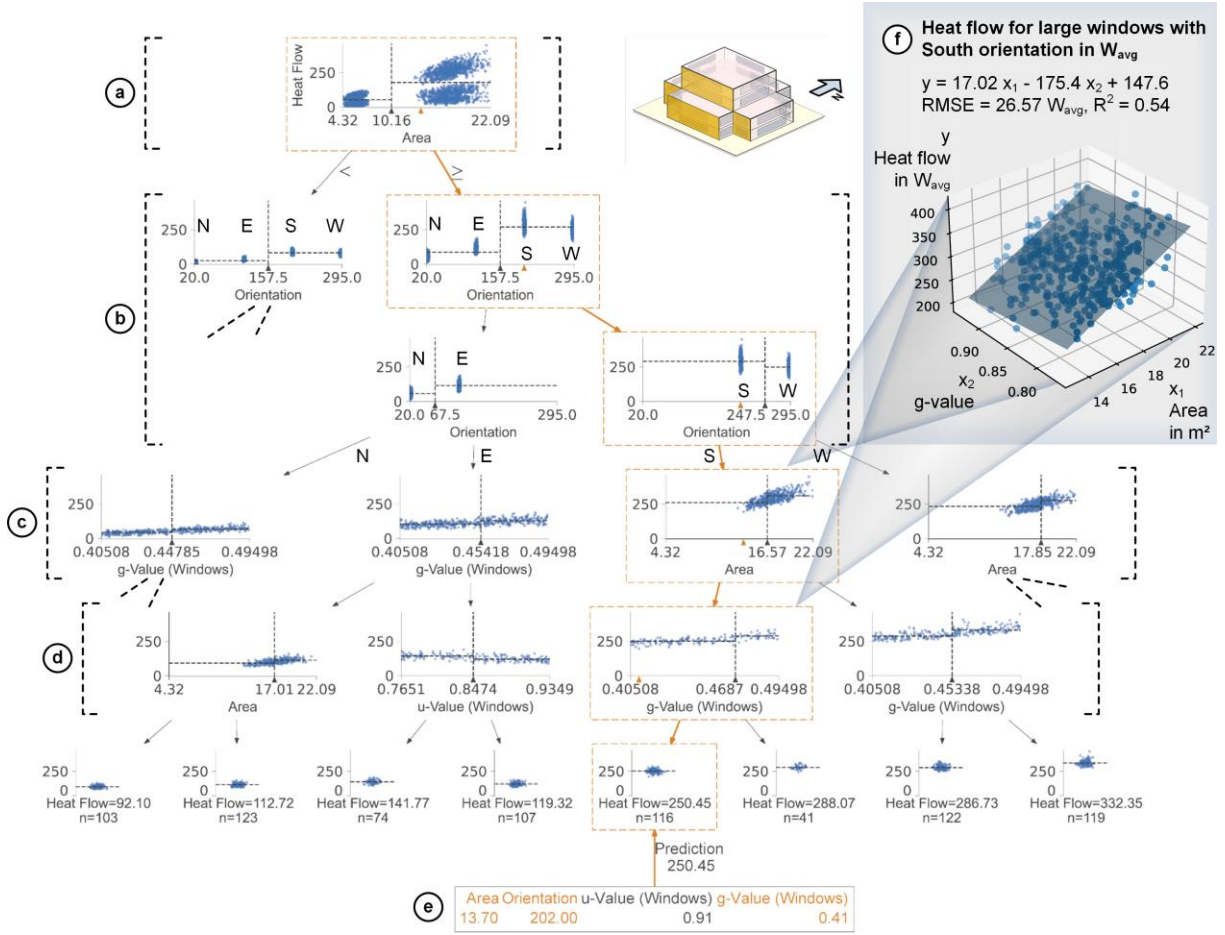 a
Heat Flow
250
0
4.32 10.16 22.09
Area
N
f
Heat flow for large windows with
South orientation in Wavg
y = 17.02 x1 - 175.4 x2 + 147.6
RMSE = 26.57 Wavg, R² = 0.54
y
Heat flow
in Wavg
400
350
300
250
200
0.90
0.85
0.80
x2
g-value
14
16
18
20
22
x1
Area
in m²
< ≥
b
N E S W
250
0
20.0 157.5 295.0
Orientation
N E S W
250
0
20.0 157.5 295.0
Orientation
N E
250
0
20.0 67.5 295.0
Orientation
S W
250
0
20.0 247.5 295.0
Orientation
N E S W
c
250
0
0.40508 0.44785 0.49498
g-Value (Windows)
250
0
0.40508 0.45418 0.49498
g-Value (Windows)
250
0
4.32 16.57 22.09
Area
250
0
4.32 17.85 22.09
Area
d
250
0
4.32 17.01 22.09
Area
250
0
0.7651 0.8474 0.9349
u-Value (Windows)
250
0
0.40508 0.4687 0.49498
g-Value (Windows)
250
0
0.40508 0.45338 0.49498
g-Value (Windows)
250
0
Heat Flow=92.10
n=103
250
0
Heat Flow=112.72
n=123
250
0
Heat Flow=141.77
n=74
250
0
Heat Flow=119.32
n=107
250
0
Heat Flow=250.45
n=116
250
0
Heat Flow=288.07
n=41
250
0
Heat Flow=286.73
n=122
250
0
Heat Flow=332.35
n=119
Prediction
250.45
e
Area Orientation u-Value (Windows) g-Value (Windows)
13.70 202.00 0.91 0.41